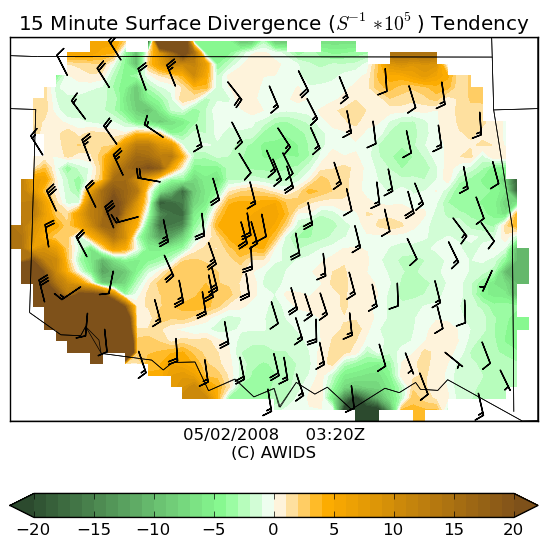 15 Minute Surface Divergence (S⁻¹ ∗10⁵ ) Tendency
05/02/2008 03:20Z
(C) AWIDS
−20 −15 −10 −5 0 5 10 15 20